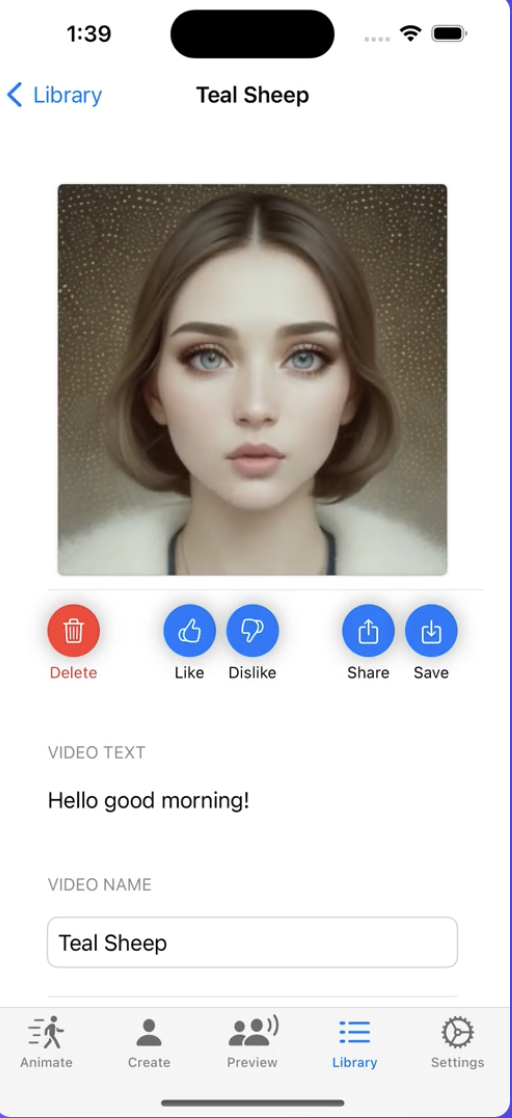 1:39
Library Teal Sheep
Delete Like Dislike Share Save
VIDEO TEXT
Hello good morning!
VIDEO NAME
Teal Sheep
Animate Create Preview Library Settings